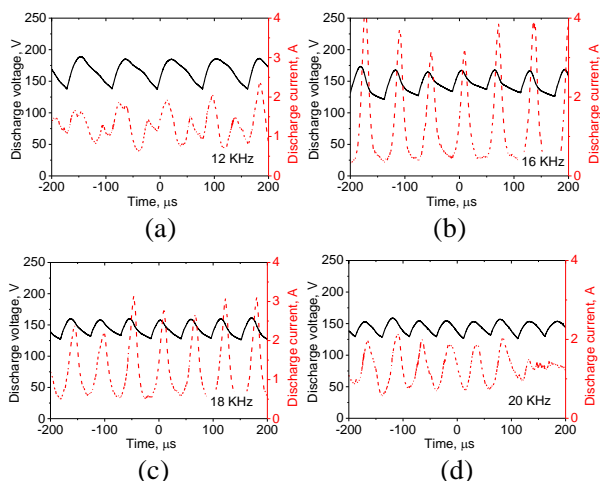 Discharge voltage, V
250
200
150
100
50
0
4
3
2
1
0
Discharge current, A
12 KHz
-200 -100 0 100 200
Time, μs
(a)
Discharge voltage, V
250
200
150
100
50
0
4
3
2
1
0
Discharge current, A
16 KHz
-200 -100 0 100 200
Time, μs
(b)
Discharge voltage, V
250
200
150
100
50
0
4
3
2
1
0
Discharge current, A
18 KHz
-200 -100 0 100 200
Time, μs
(c)
Discharge voltage, V
250
200
150
100
50
0
4
3
2
1
0
Discharge current, A
20 KHz
-200 -100 0 100 200
Time, μs
(d)